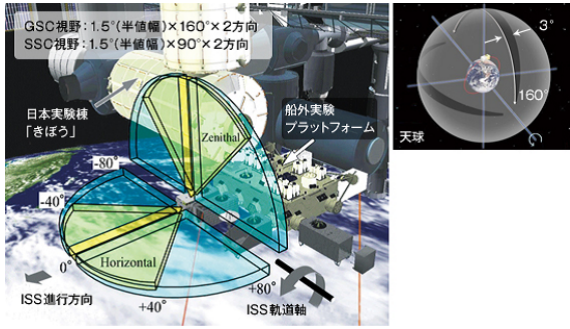 GSC視野：1.5°(半値幅)×160°×2方向
SSC視野：1.5°(半値幅)×90°×2方向
日本実験棟
「きぼう」
船外実験
プラットフォーム
Zenithal
-80°
-40°
0°
Horizontal
+40°
+80°
ISS進行方向
ISS軌道軸
3°
160°
天球